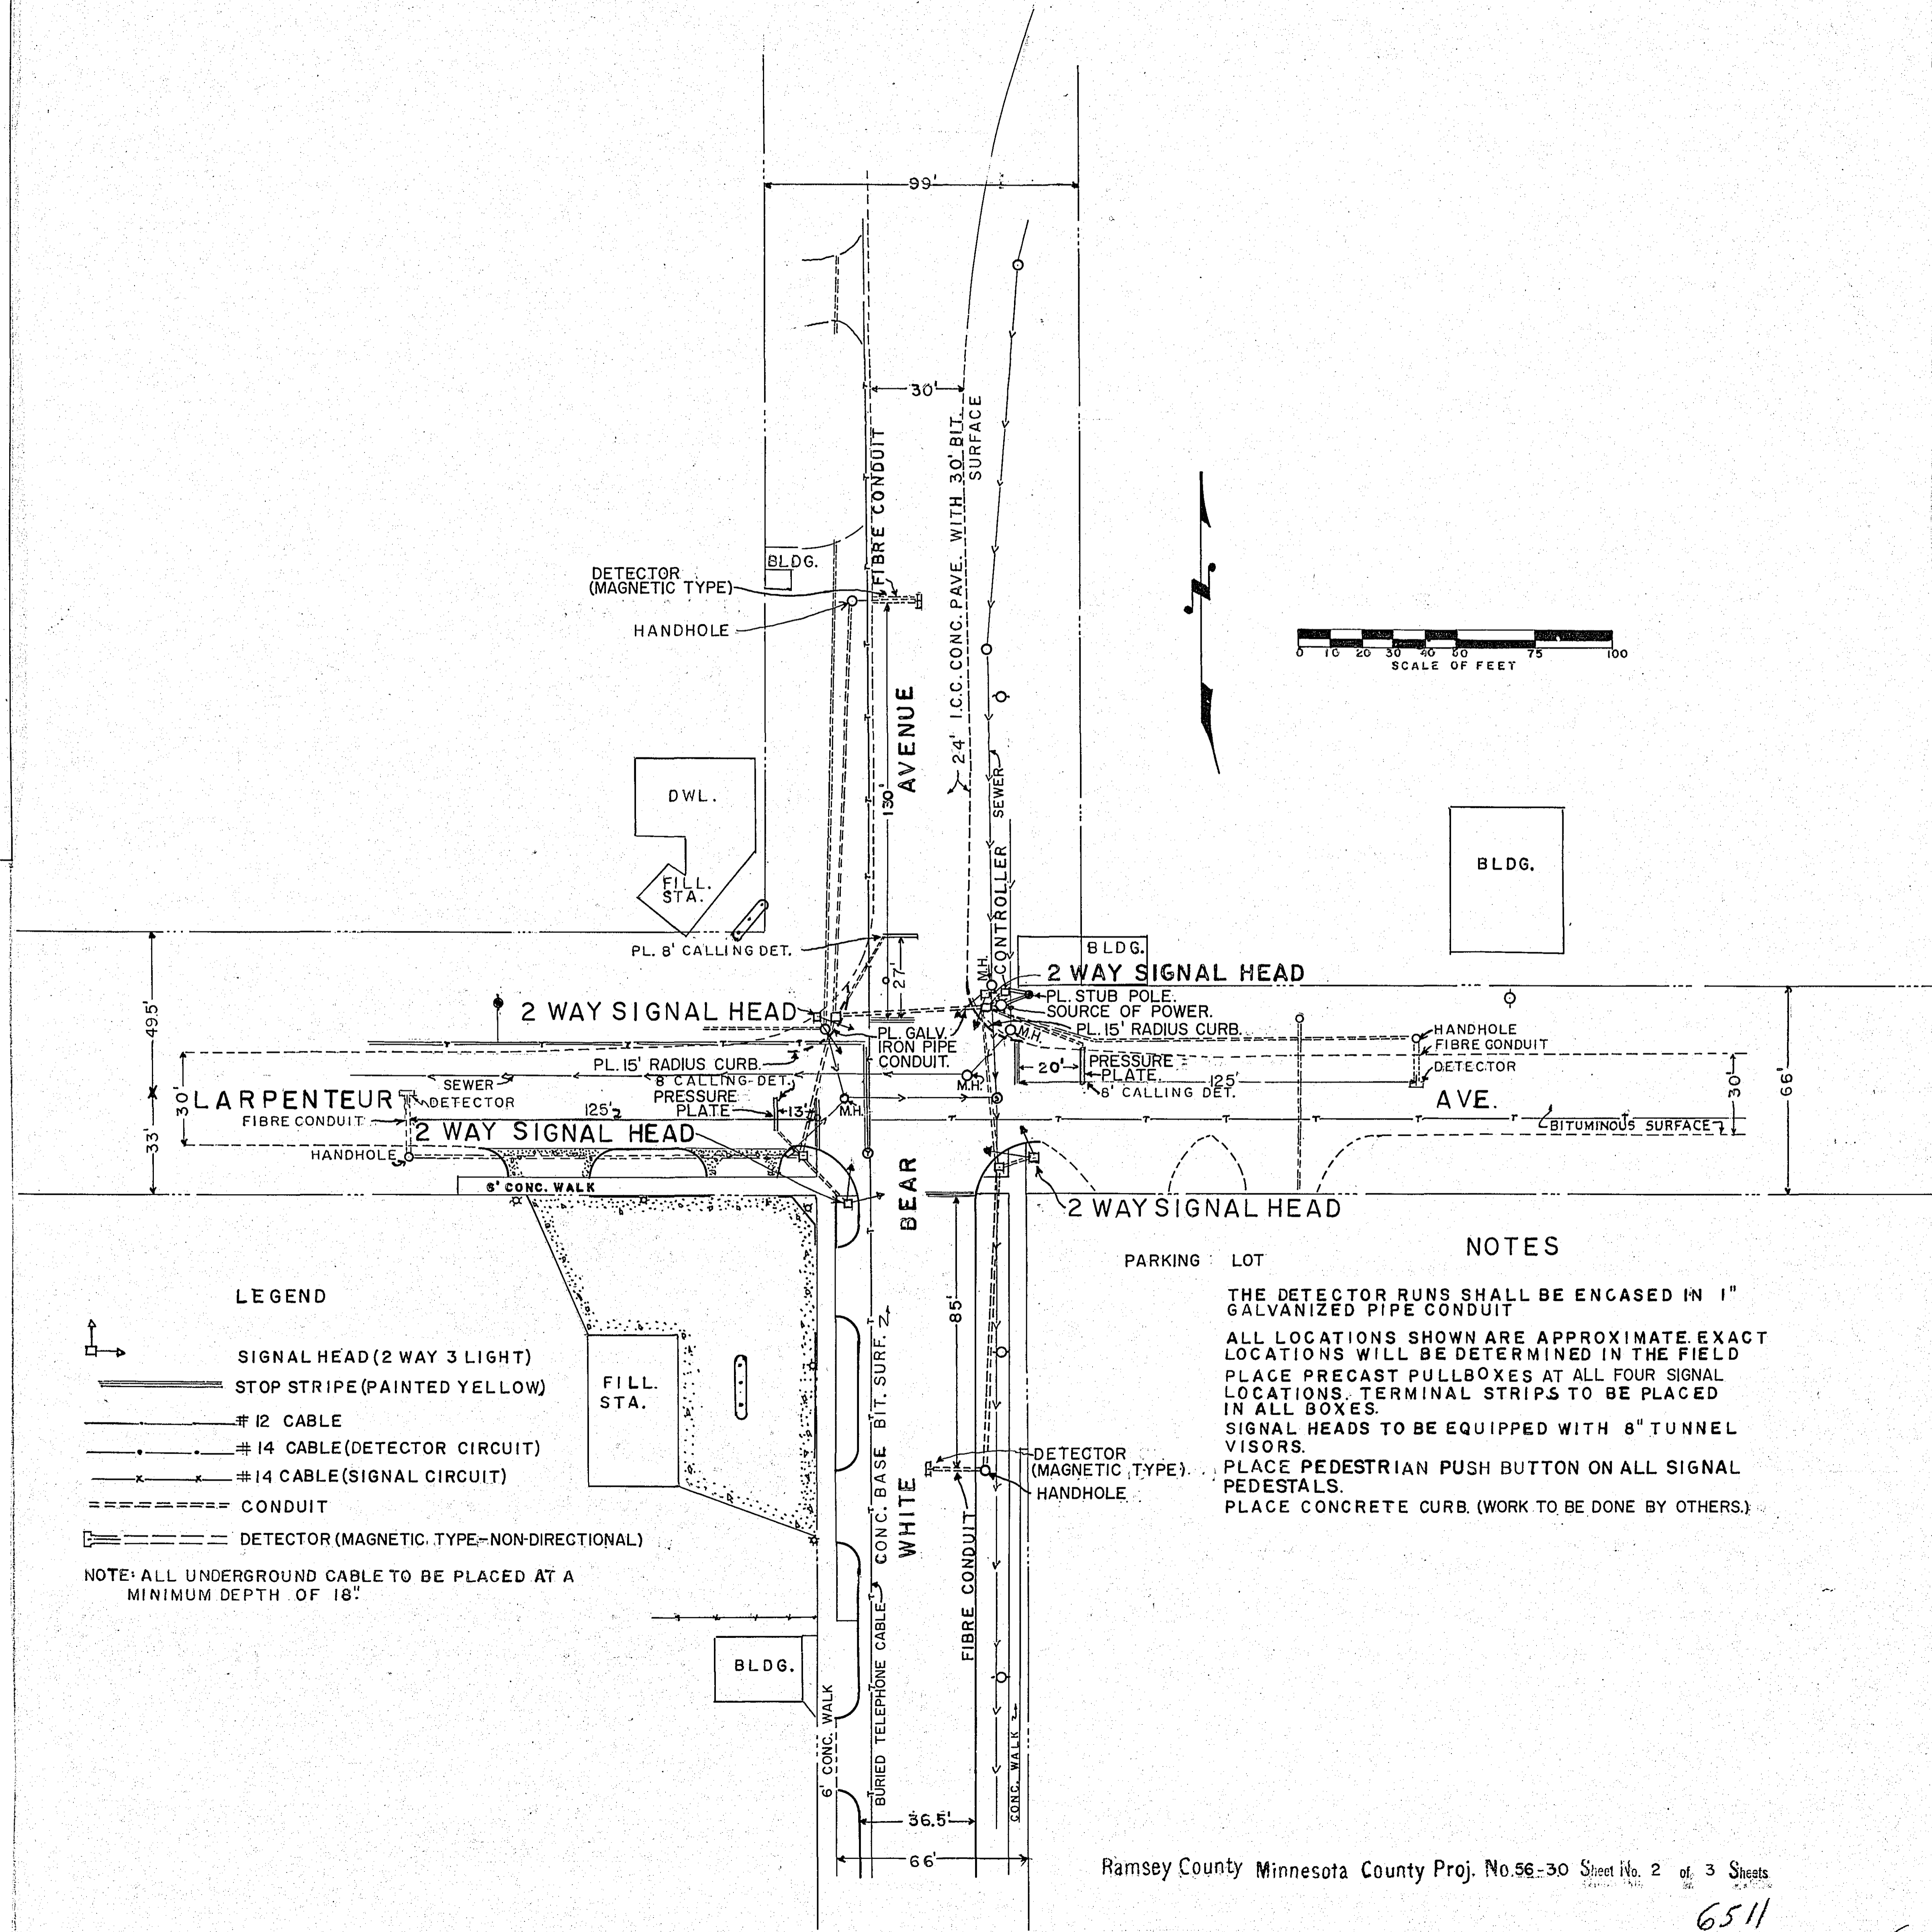 99'
30'
FIBRE CONDUIT
24' I.C.C. CONC. PAVE. WITH 30' BIT.
SURFACE
BLDG.
DETECTOR
(MAGNETIC TYPE)
HANDHOLE
AVENUE
130'
SEWER
CONTROLLER
0 10 20 30 40 50 75 100
SCALE OF FEET
DWL.
FILL.
STA.
BLDG.
PL. 8' CALLING DET.
27'
M.H.
BLDG.
2 WAY SIGNAL HEAD
PL. STUB POLE.
SOURCE OF POWER.
PL. 15' RADIUS CURB.
2 WAY SIGNAL HEAD
PL. GALV.
IRON PIPE
CONDUIT.
M.H.
49.5'
HANDHOLE
FIBRE CONDUIT
DETECTOR
PL. 15' RADIUS CURB.
8' CALLING DET.
PRESSURE
PLATE
13'
M.H.
M.H.
20'
PRESSURE
PLATE.
125'
8' CALLING DET.
SEWER
30'
LARPENTEUR
DETECTOR
FIBRE CONDUIT
125'
AVE.
30'
66'
33'
2 WAY SIGNAL HEAD
BITUMINOUS SURFACE
HANDHOLE
6' CONC. WALK
BEAR
2 WAY SIGNAL HEAD
PARKING LOT
NOTES
THE DETECTOR RUNS SHALL BE ENCASED IN 1"
GALVANIZED PIPE CONDUIT
ALL LOCATIONS SHOWN ARE APPROXIMATE. EXACT
LOCATIONS WILL BE DETERMINED IN THE FIELD
PLACE PRECAST PULLBOXES AT ALL FOUR SIGNAL
LOCATIONS. TERMINAL STRIPS TO BE PLACED
IN ALL BOXES.
SIGNAL HEADS TO BE EQUIPPED WITH 8" TUNNEL
VISORS.
PLACE PEDESTRIAN PUSH BUTTON ON ALL SIGNAL
PEDESTALS.
PLACE CONCRETE CURB. (WORK TO BE DONE BY OTHERS.)
LEGEND
SIGNAL HEAD (2 WAY 3 LIGHT)
STOP STRIPE (PAINTED YELLOW)
#12 CABLE
#14 CABLE (DETECTOR CIRCUIT)
#14 CABLE (SIGNAL CIRCUIT)
CONDUIT
DETECTOR (MAGNETIC TYPE-NON-DIRECTIONAL)
NOTE: ALL UNDERGROUND CABLE TO BE PLACED AT A
MINIMUM DEPTH OF 18".
FILL.
STA.
85'
CONC. BASE BIT. SURF.
WHITE
DETECTOR
(MAGNETIC TYPE)
HANDHOLE
FIBRE CONDUIT
BLDG.
6' CONC. WALK
BURIED TELEPHONE CABLE
CONC. WALK
36.5'
66'
Ramsey County Minnesota County Proj. No. 56-30 Sheet No. 2 of 3 Sheets
6511